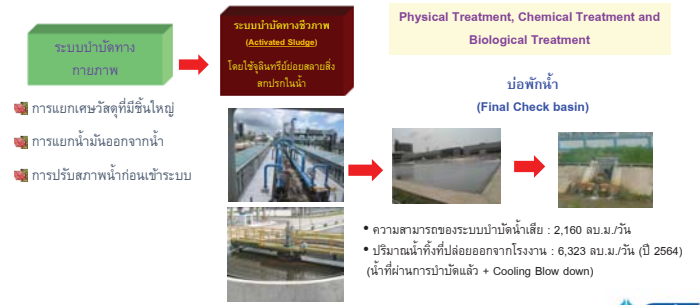 ระบบบำบัดทาง
กายภาพ
การแยกเศษวัสดุที่มีชิ้นใหญ่
การแยกน้ำมันออกจากน้ำ
การปรับสภาพน้ำก่อนเข้าระบบ
ระบบบำบัดทางชีวภาพ
(Activated Sludge)
โดยใช้จุลินทรีย์ย่อยสลายสิ่ง
สกปรกในน้ำ
Physical Treatment, Chemical Treatment and
Biological Treatment
บ่อพักน้ำ
(Final Check basin)
• ความสามารถของระบบบำบัดน้ำเสีย : 2,160 ลบ.ม./วัน
• ปริมาณน้ำทิ้งที่ปล่อยออกจากโรงงาน : 6,323 ลบ.ม./วัน (ปี 2564)
(น้ำที่ผ่านการบำบัดแล้ว + Cooling Blow down)